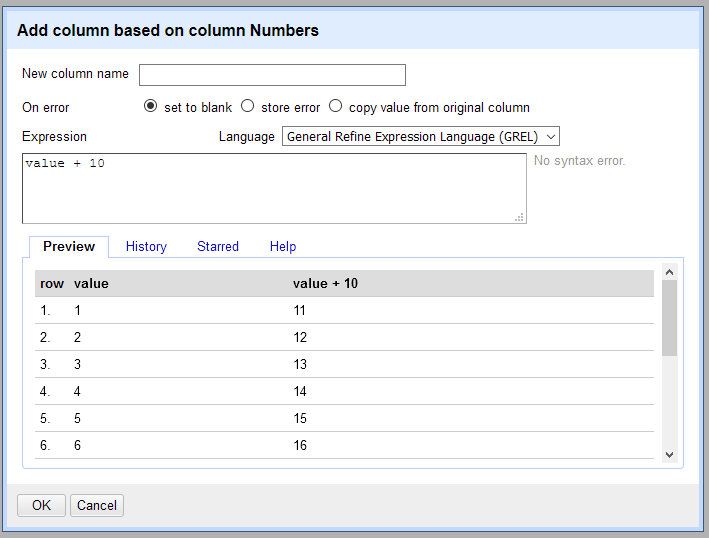 Add column based on column Numbers
New column name
On error set to blank store error copy value from original column
Expression Language General Refine Expression Language (GREL)
value + 10 No syntax error.
Preview History Starred Help
row value value + 10
1. 1 11
2. 2 12
3. 3 13
4. 4 14
5. 5 15
6. 6 16
OK Cancel